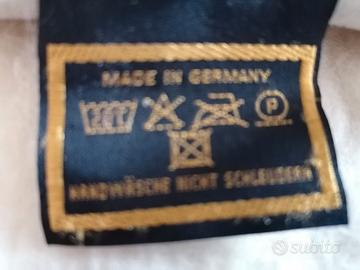 MADE IN GERMANY
P
HANDWÄSCHE NICHT SCHLEUDERN
subito